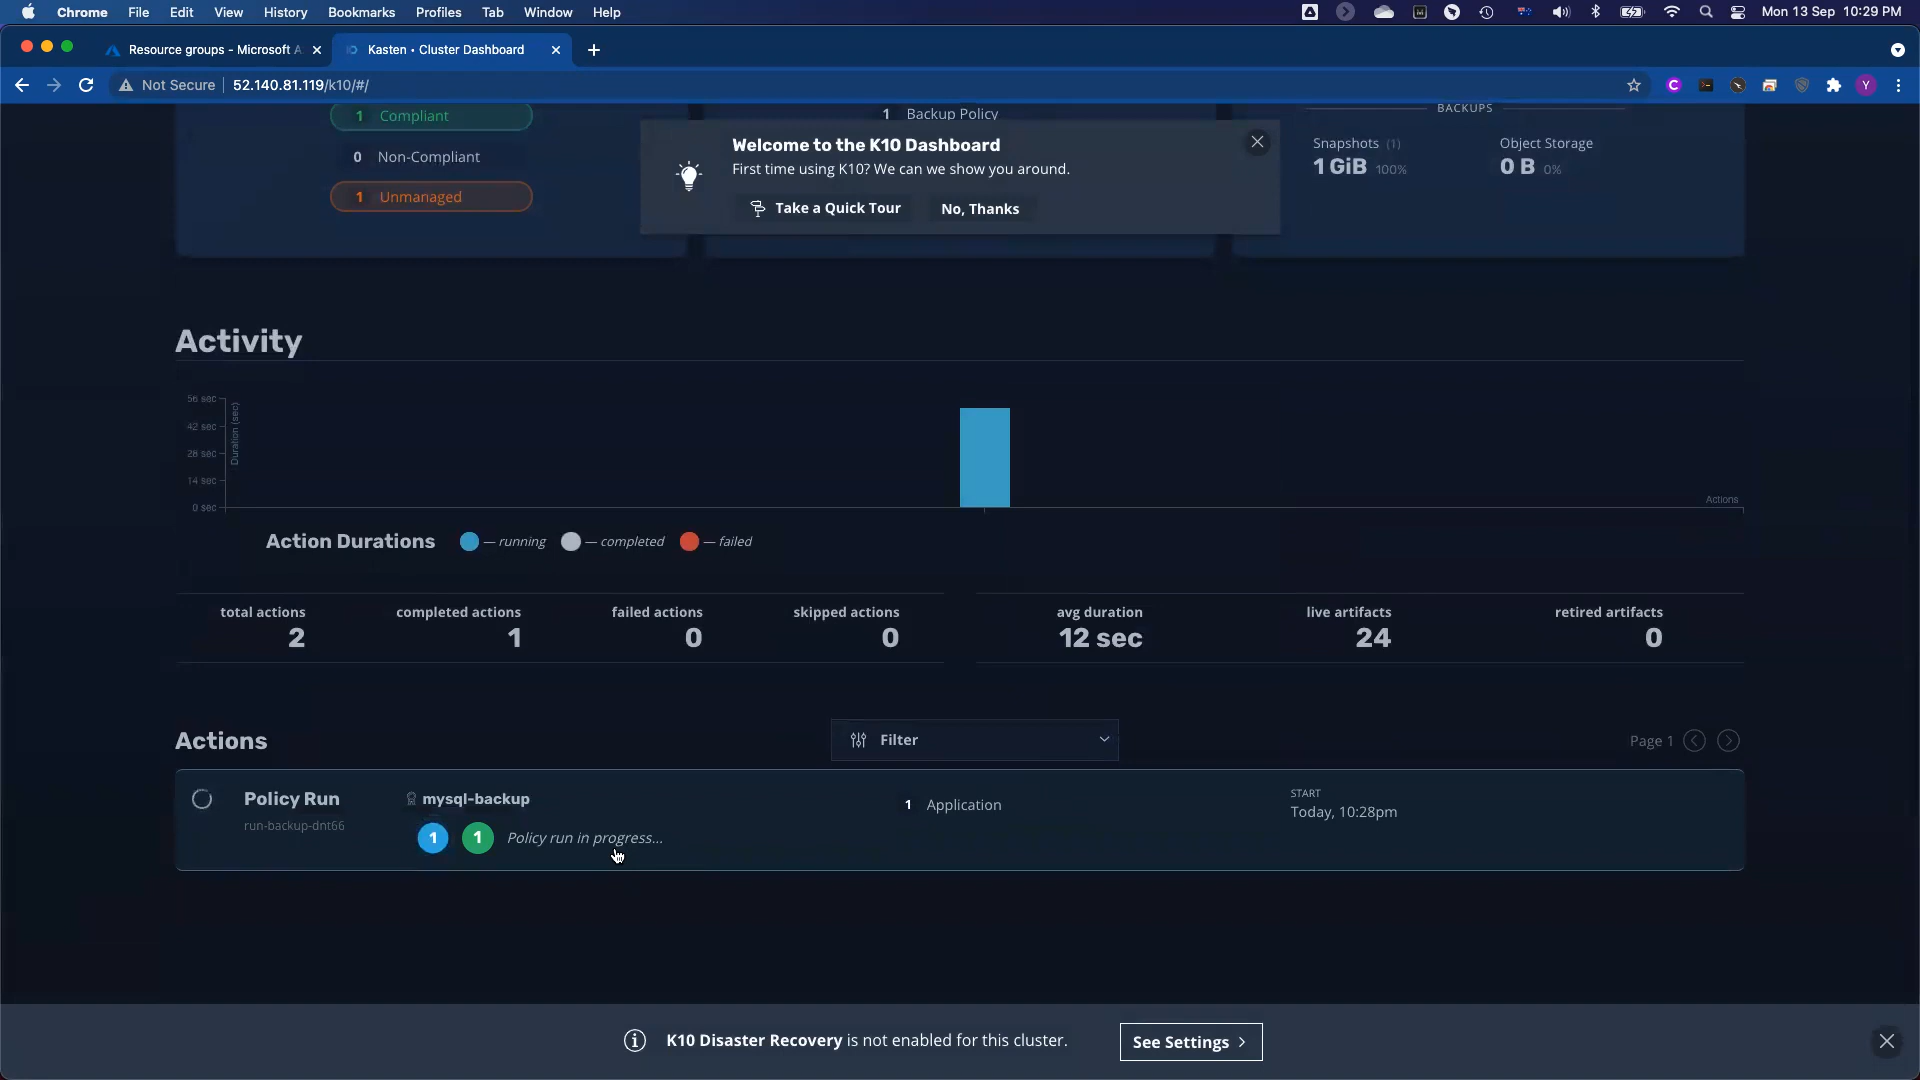 Chrome File Edit View History Bookmarks Profiles Tab Window Help Mon 13 Sep 10:29 PM
Resource groups - Microsoft A Kasten • Cluster Dashboard
Not Secure 52.140.81.119/k10/#/ Y
1 Compliant
0 Non-Compliant
1 Unmanaged
1 Backup Policy
Welcome to the K10 Dashboard
First time using K10? We can we show you around.
Take a Quick Tour No, Thanks
BACKUPS
Snapshots (1) Object Storage
1 GiB 100% 0 B 0%
Activity
56 sec
42 sec
28 sec
14 sec
0 sec
Duration (sec)
Actions
Action Durations — running — completed — failed
total actions completed actions failed actions skipped actions avg duration live artifacts retired artifacts
2 1 0 0 12 sec 24 0
Actions Filter Page 1
Policy Run mysql-backup 1 Application START
run-backup-dnt66 Today, 10:28pm
1 1 Policy run in progress...
K10 Disaster Recovery is not enabled for this cluster. See Settings >